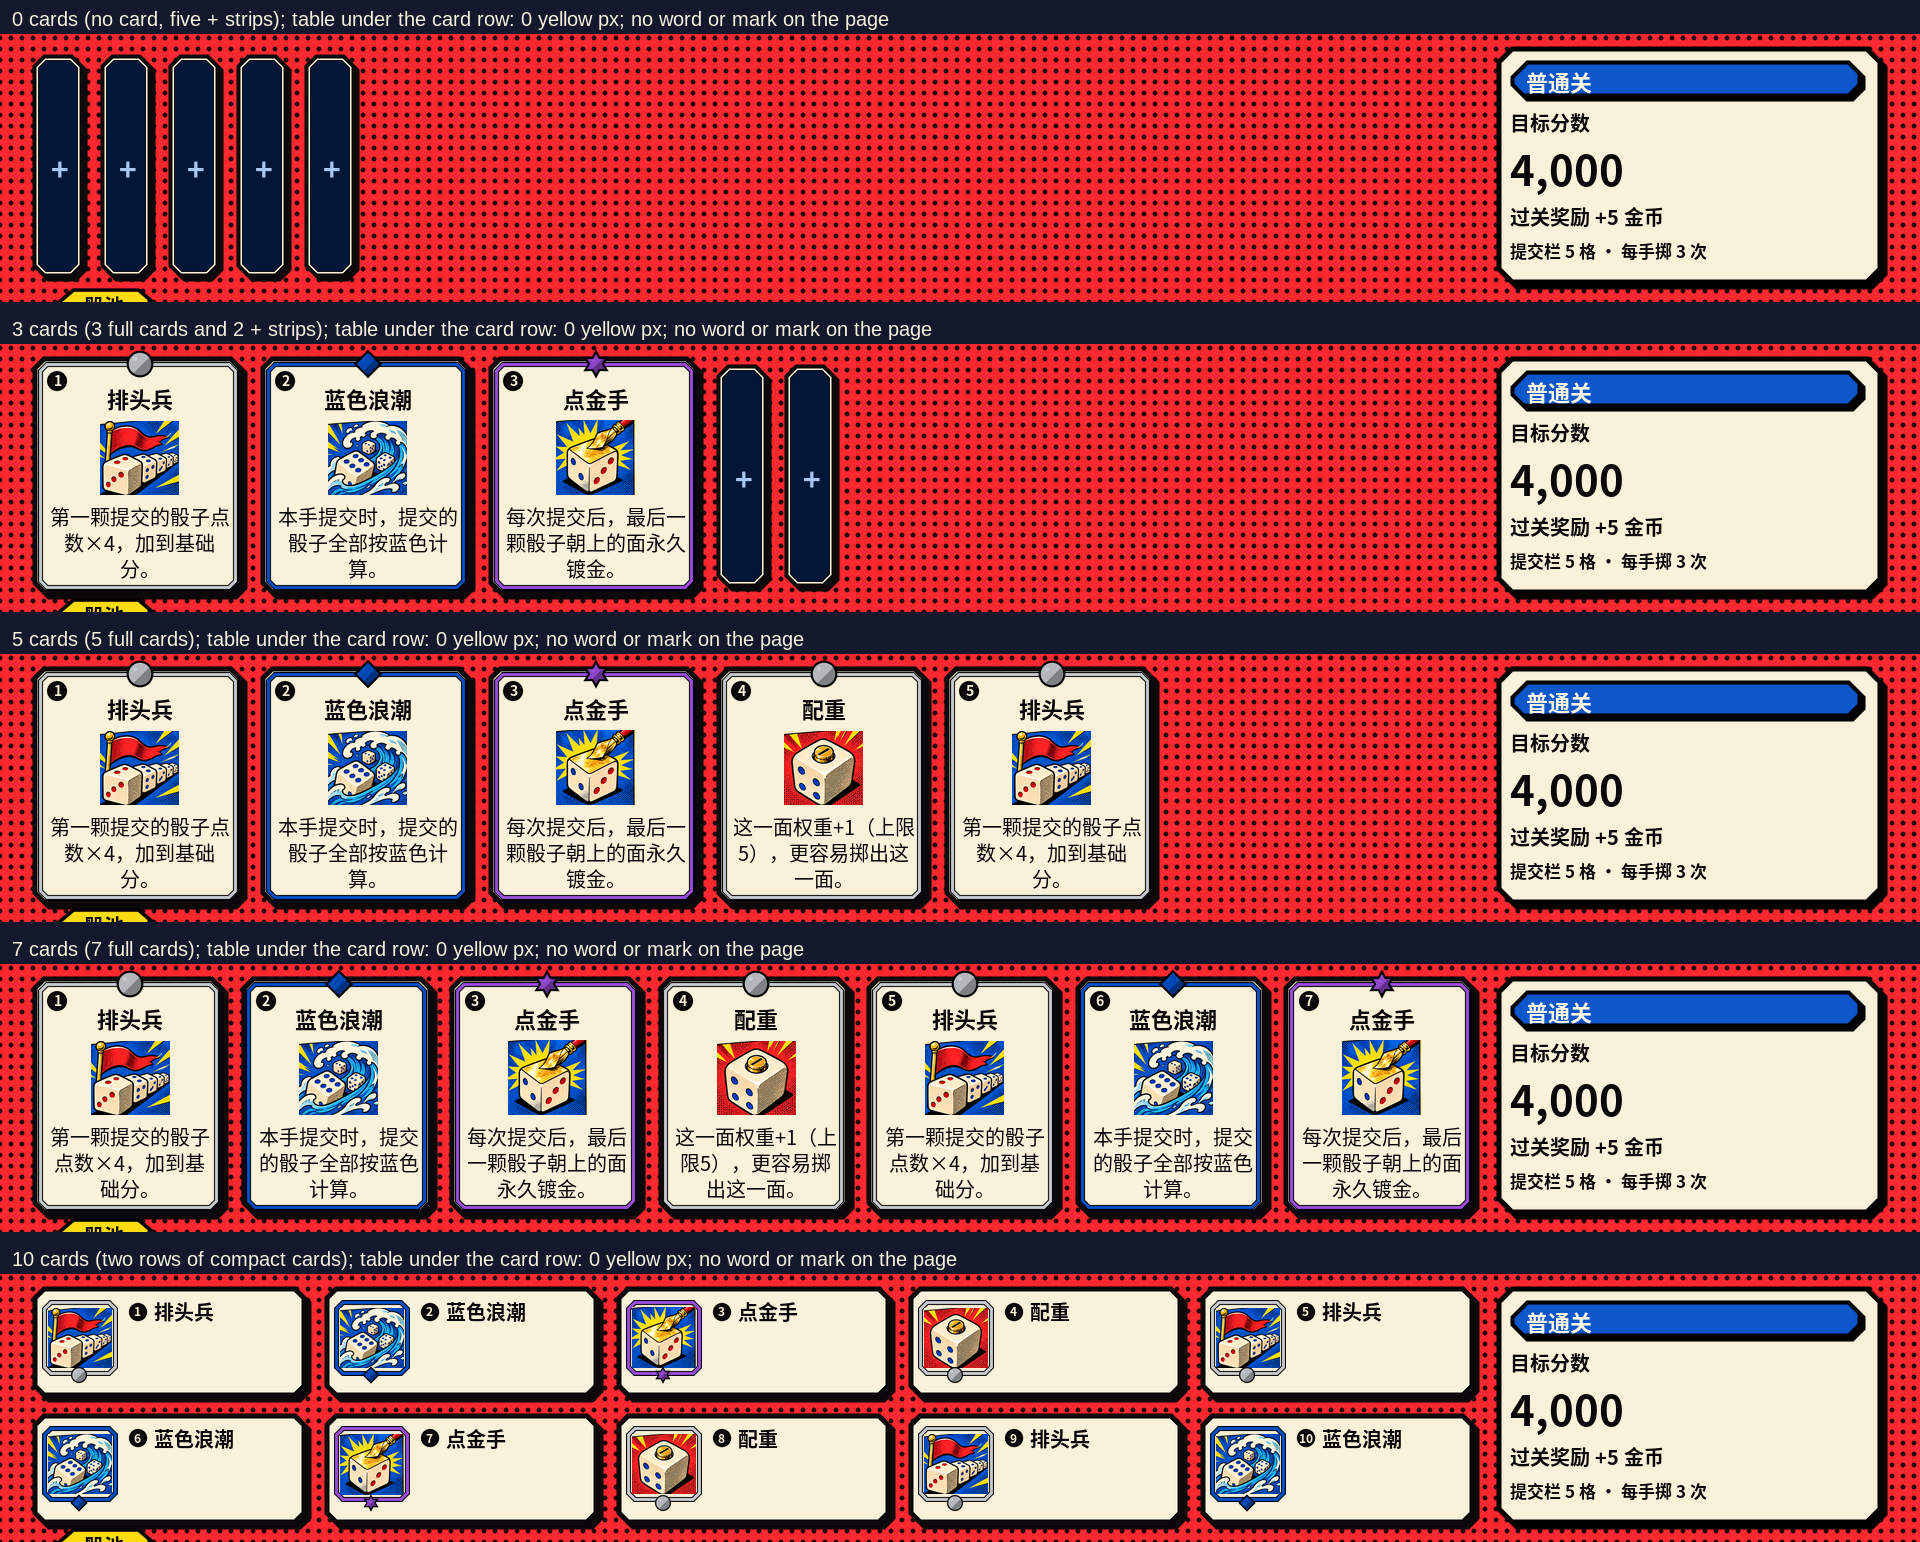 0 cards (no card, five + strips); table under the card row: 0 yellow px; no word or mark on the page
+ + + + +
普通关
目标分数
4,000
过关奖励 +5 金币
提交栏 5 格 · 每手掷 3 次
3 cards (3 full cards and 2 + strips); table under the card row: 0 yellow px; no word or mark on the page
1
排头兵
第一颗提交的骰子点
数×4，加到基础
分。
2
蓝色浪潮
本手提交时，提交的
骰子全部按蓝色计
算。
3
点金手
每次提交后，最后一
颗骰子朝上的面永久
镀金。
+ +
普通关
目标分数
4,000
过关奖励 +5 金币
提交栏 5 格 · 每手掷 3 次
5 cards (5 full cards); table under the card row: 0 yellow px; no word or mark on the page
1
排头兵
第一颗提交的骰子点
数×4，加到基础
分。
2
蓝色浪潮
本手提交时，提交的
骰子全部按蓝色计
算。
3
点金手
每次提交后，最后一
颗骰子朝上的面永久
镀金。
4
配重
这一面权重+1（上限
5），更容易掷出这
一面。
5
排头兵
第一颗提交的骰子点
数×4，加到基础
分。
普通关
目标分数
4,000
过关奖励 +5 金币
提交栏 5 格 · 每手掷 3 次
7 cards (7 full cards); table under the card row: 0 yellow px; no word or mark on the page
1
排头兵
第一颗提交的骰子
点数×4，加到基
础分。
2
蓝色浪潮
本手提交时，提交
的骰子全部按蓝色
计算。
3
点金手
每次提交后，最后
一颗骰子朝上的面
永久镀金。
4
配重
这一面权重+1（上
限5），更容易掷
出这一面。
5
排头兵
第一颗提交的骰子
点数×4，加到基
础分。
6
蓝色浪潮
本手提交时，提交
的骰子全部按蓝色
计算。
7
点金手
每次提交后，最后
一颗骰子朝上的面
永久镀金。
普通关
目标分数
4,000
过关奖励 +5 金币
提交栏 5 格 · 每手掷 3 次
10 cards (two rows of compact cards); table under the card row: 0 yellow px; no word or mark on the page
1 排头兵
2 蓝色浪潮
3 点金手
4 配重
5 排头兵
6 蓝色浪潮
7 点金手
8 配重
9 排头兵
10 蓝色浪潮
普通关
目标分数
4,000
过关奖励 +5 金币
提交栏 5 格 · 每手掷 3 次